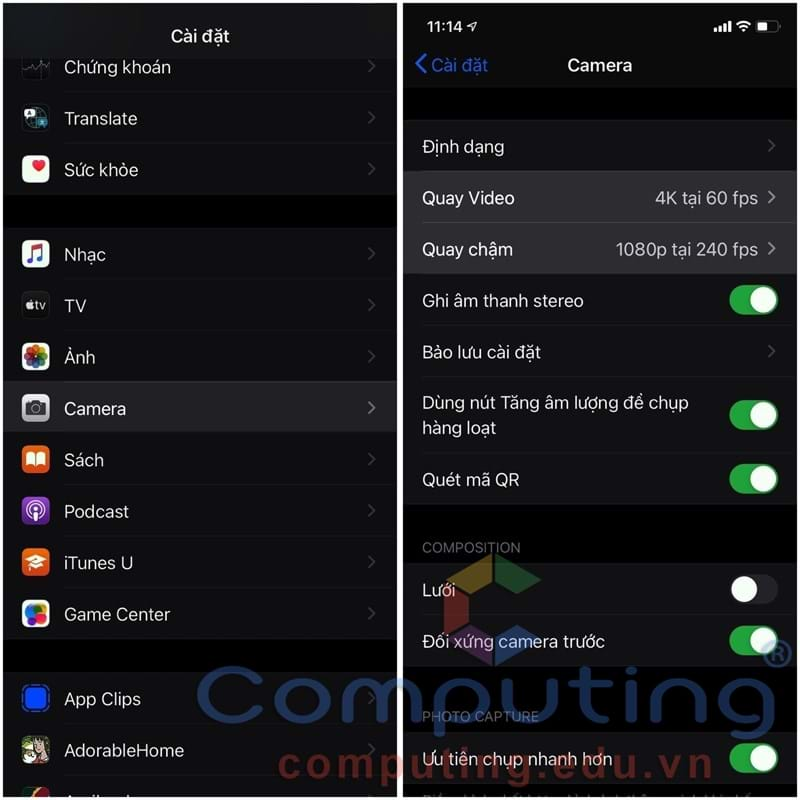 Cài đặt
Chứng khoán
Translate
Sức khỏe
Nhạc
tv
TV
Ảnh
Camera
Sách
Podcast
iTunes U
Game Center
App Clips
AdorableHome
11:14
Cài đặt
Camera
Định dạng
Quay Video
4K tại 60 fps
Quay chậm
1080p tại 240 fps
Ghi âm thanh stereo
Bảo lưu cài đặt
Dùng nút Tăng âm lượng để chụp
hàng loạt
Quét mã QR
COMPOSITION
Lưới
Đối xứng camera trước
PHOTO CAPTURE
Ưu tiên chụp nhanh hơn
Computing®
computing.edu.vn